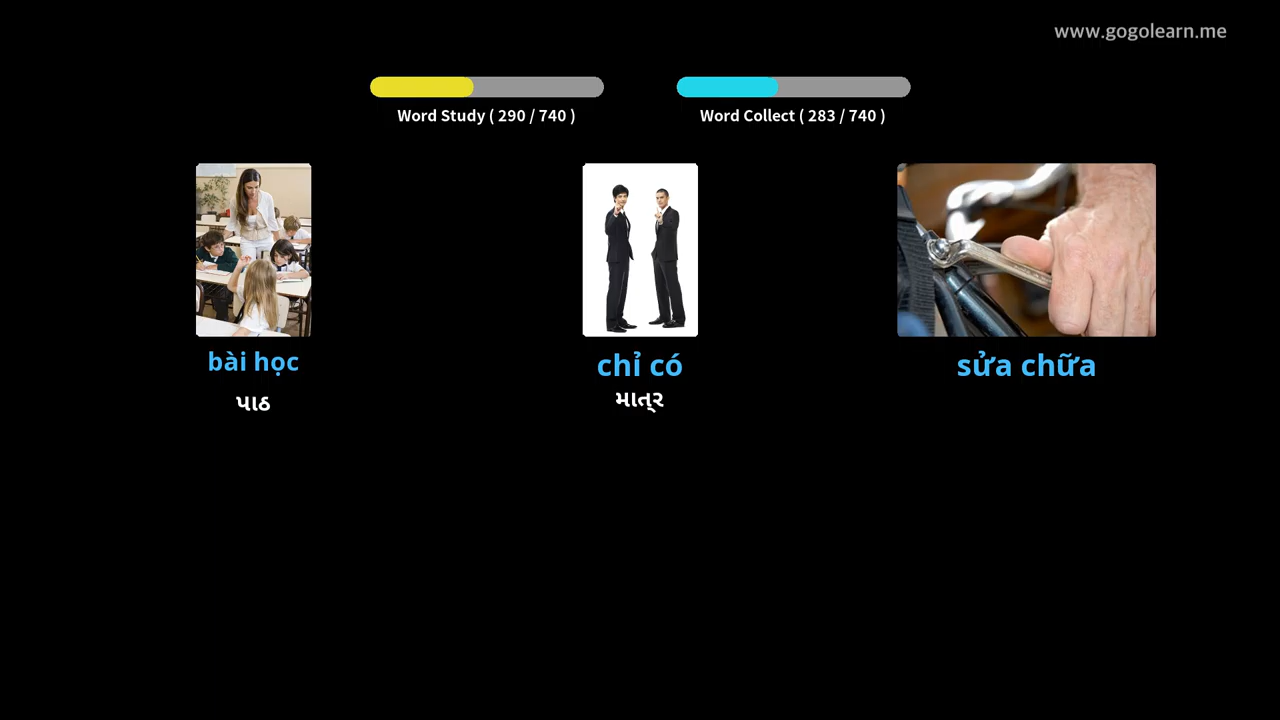 www.gogolearn.me
Word Study ( 290 / 740 )
Word Collect ( 283 / 740 )
bài học
chỉ có
sửa chữa
પાઠ
માત્ર